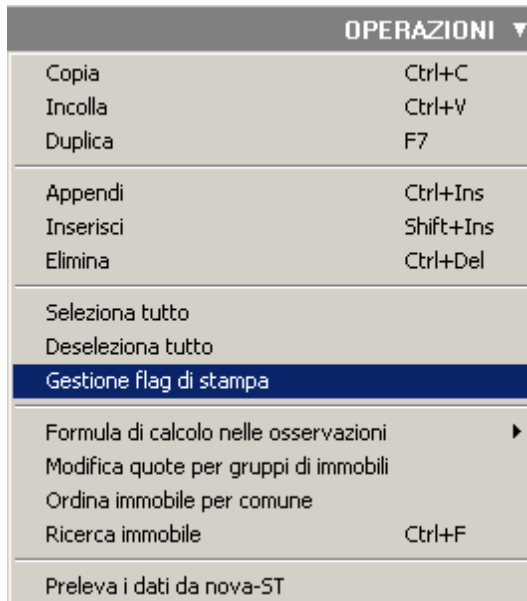 OPERAZIONI ▼
Copia Ctrl+C
Incolla Ctrl+V
Duplica F7
Appendi Ctrl+Ins
Inserisci Shift+Ins
Elimina Ctrl+Del
Seleziona tutto
Deseleziona tutto
Gestione flag di stampa
Formula di calcolo nelle osservazioni
Modifica quote per gruppi di immobili
Ordina immobile per comune
Ricerca immobile Ctrl+F
Preleva i dati da nova-ST